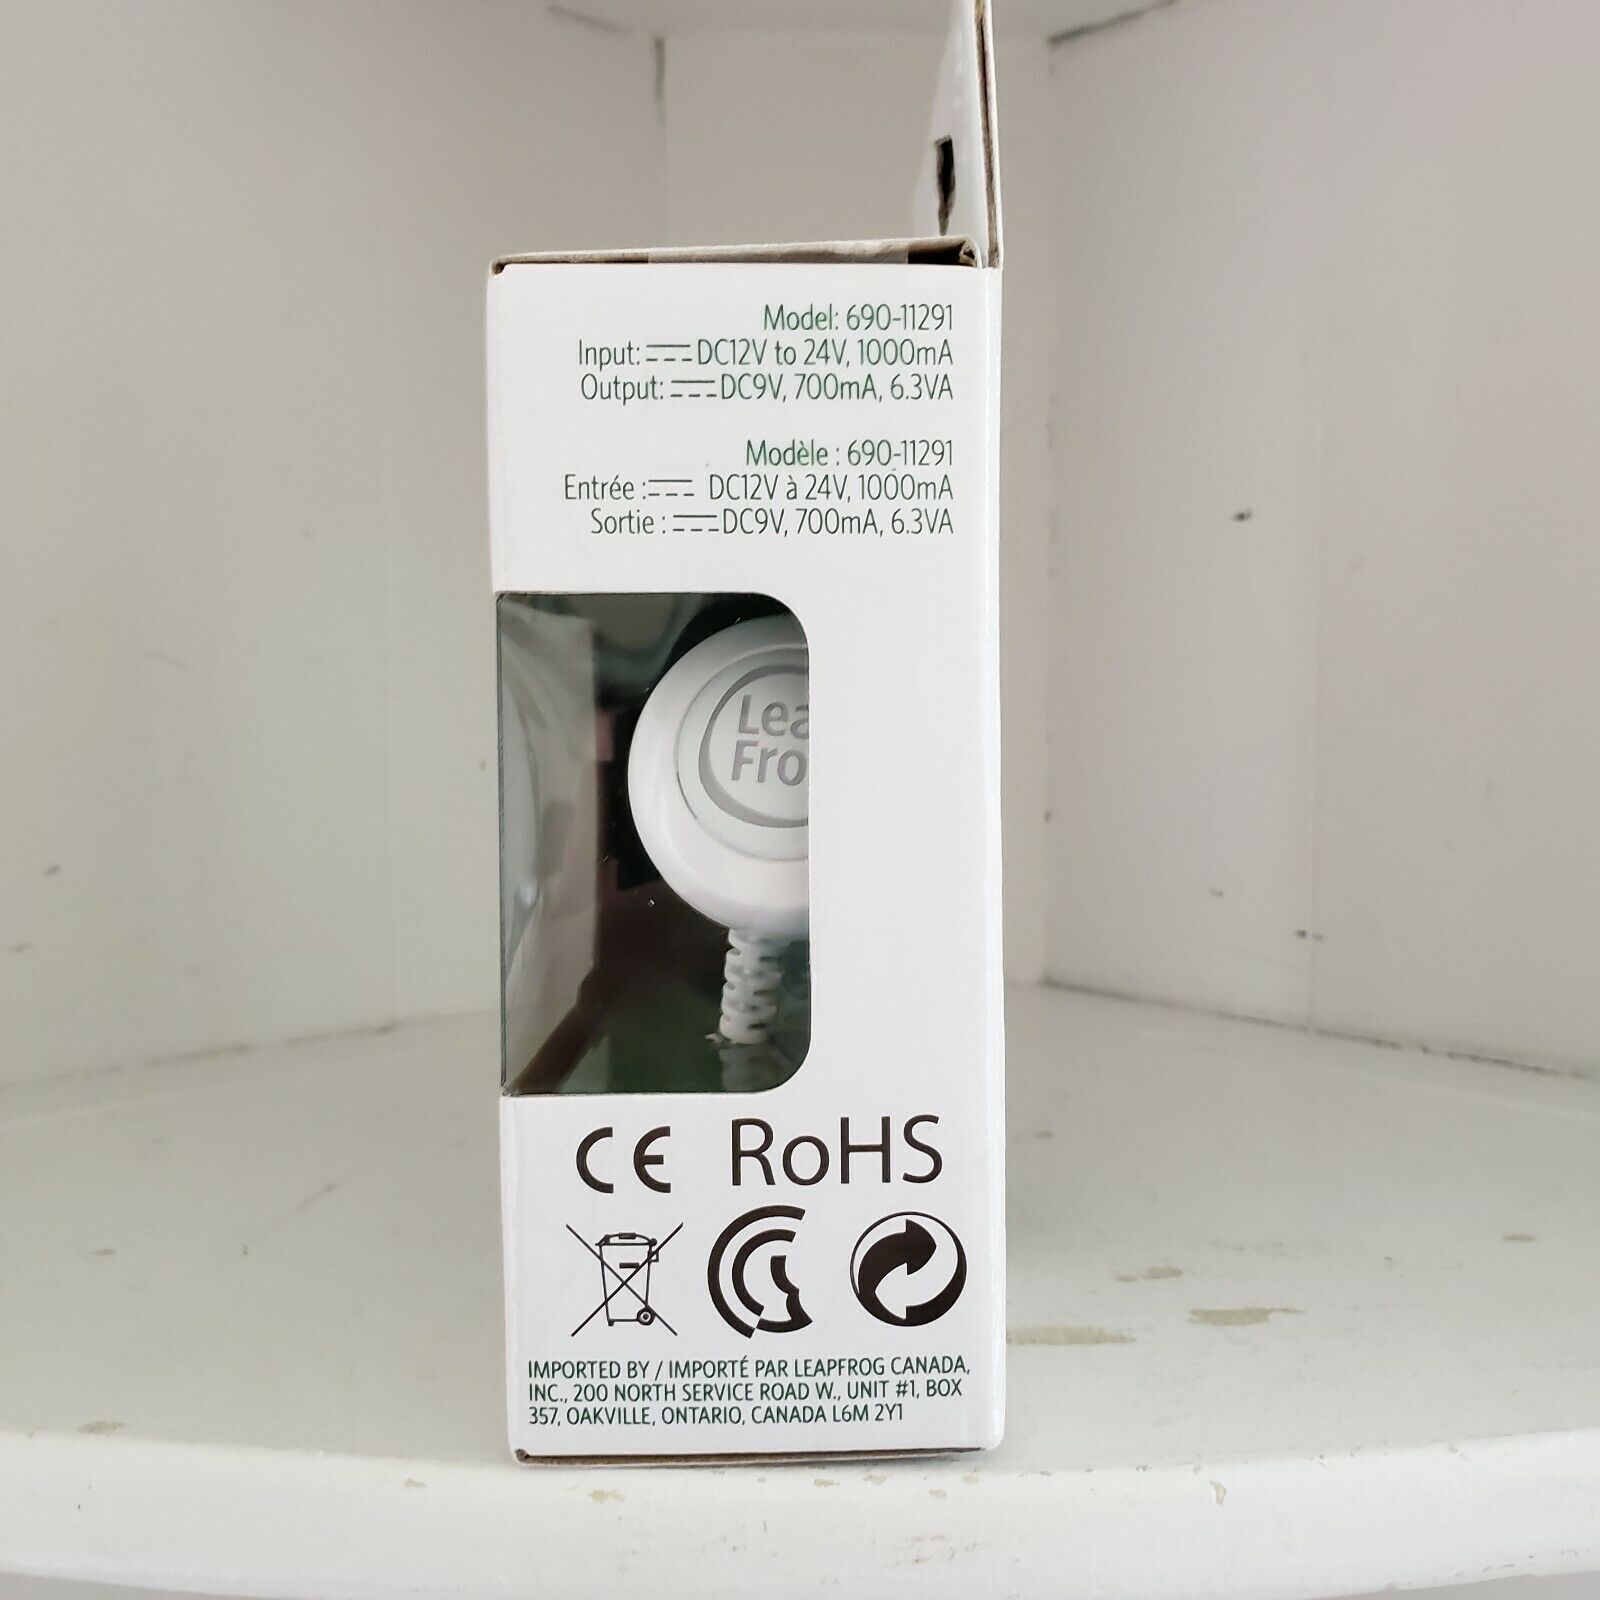 Model: 690-11291
Input: DC12V to 24V, 1000mA
Output: DC9V, 700mA, 6.3VA
Modèle : 690-11291
Entrée : DC12V à 24V, 1000mA
Sortie : DC9V, 700mA, 6.3VA
Lea
Fro
CE RoHS
IMPORTED BY / IMPORTÉ PAR LEAPFROG CANADA,
INC., 200 NORTH SERVICE ROAD W., UNIT #1, BOX
357, OAKVILLE, ONTARIO, CANADA L6M 2Y1